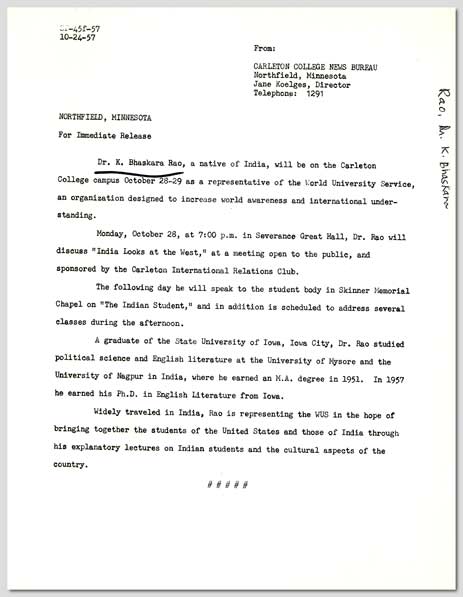 10-24-57
From:
CARLETON COLLEGE NEWS BUREAU
Northfield, Minnesota
Jane Koelges, Director
Telephone: 1291
Rao, Dr. K. Bhaskara
NORTHFIELD, MINNESOTA
For Immediate Release
Dr. K. Bhaskara Rao, a native of India, will be on the Carleton
College campus October 28-29 as a representative of the World University Service,
an organization designed to increase world awareness and international under-
standing.
Monday, October 28, at 7:00 p.m. in Severance Great Hall, Dr. Rao will
discuss "India Looks at the West," at a meeting open to the public, and
sponsored by the Carleton International Relations Club.
The following day he will speak to the student body in Skinner Memorial
Chapel on "The Indian Student," and in addition is scheduled to address several
classes during the afternoon.
A graduate of the State University of Iowa, Iowa City, Dr. Rao studied
political science and English literature at the University of Mysore and the
University of Nagpur in India, where he earned an M.A. degree in 1951. In 1957
he earned his Ph.D. in English Literature from Iowa.
Widely traveled in India, Rao is representing the WUS in the hope of
bringing together the students of the United States and those of India through
his explanatory lectures on Indian students and the cultural aspects of the
country.
# # # # #